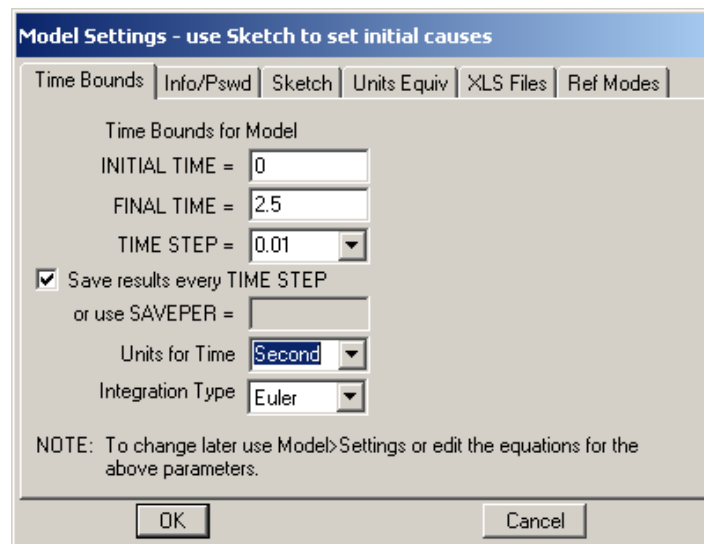 Model Settings - use Sketch to set initial causes
Time Bounds Info/Pswd Sketch Units Equiv XLS Files Ref Modes
Time Bounds for Model
INITIAL TIME = 0
FINAL TIME = 2.5
TIME STEP = 0.01
Save results every TIME STEP
or use SAVEPER =
Units for Time Second
Integration Type Euler
NOTE: To change later use Model>Settings or edit the equations for the
above parameters.
OK Cancel